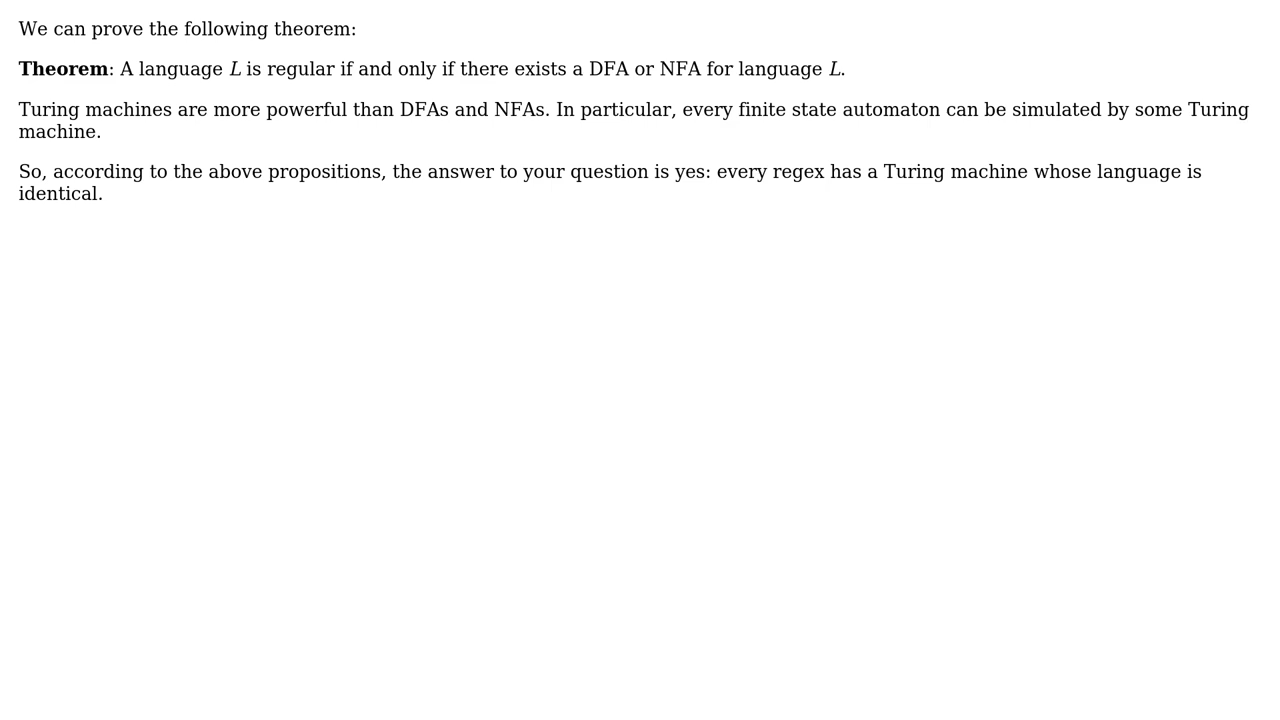 We can prove the following theorem:
Theorem: A language L is regular if and only if there exists a DFA or NFA for language L.
Turing machines are more powerful than DFAs and NFAs. In particular, every finite state automaton can be simulated by some Turing
machine.
So, according to the above propositions, the answer to your question is yes: every regex has a Turing machine whose language is
identical.